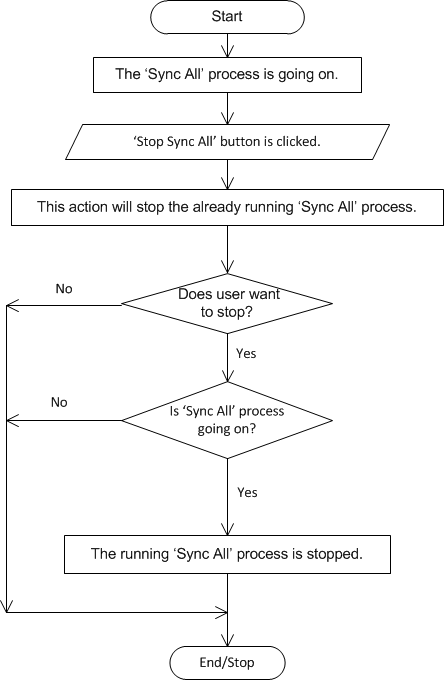 Start
The ‘Sync All’ process is going on.
‘Stop Sync All’ button is clicked.
This action will stop the already running ‘Sync All’ process.
No
Does user want
to stop?
Yes
No
Is ‘Sync All’ process
going on?
Yes
The running ‘Sync All’ process is stopped.
End/Stop